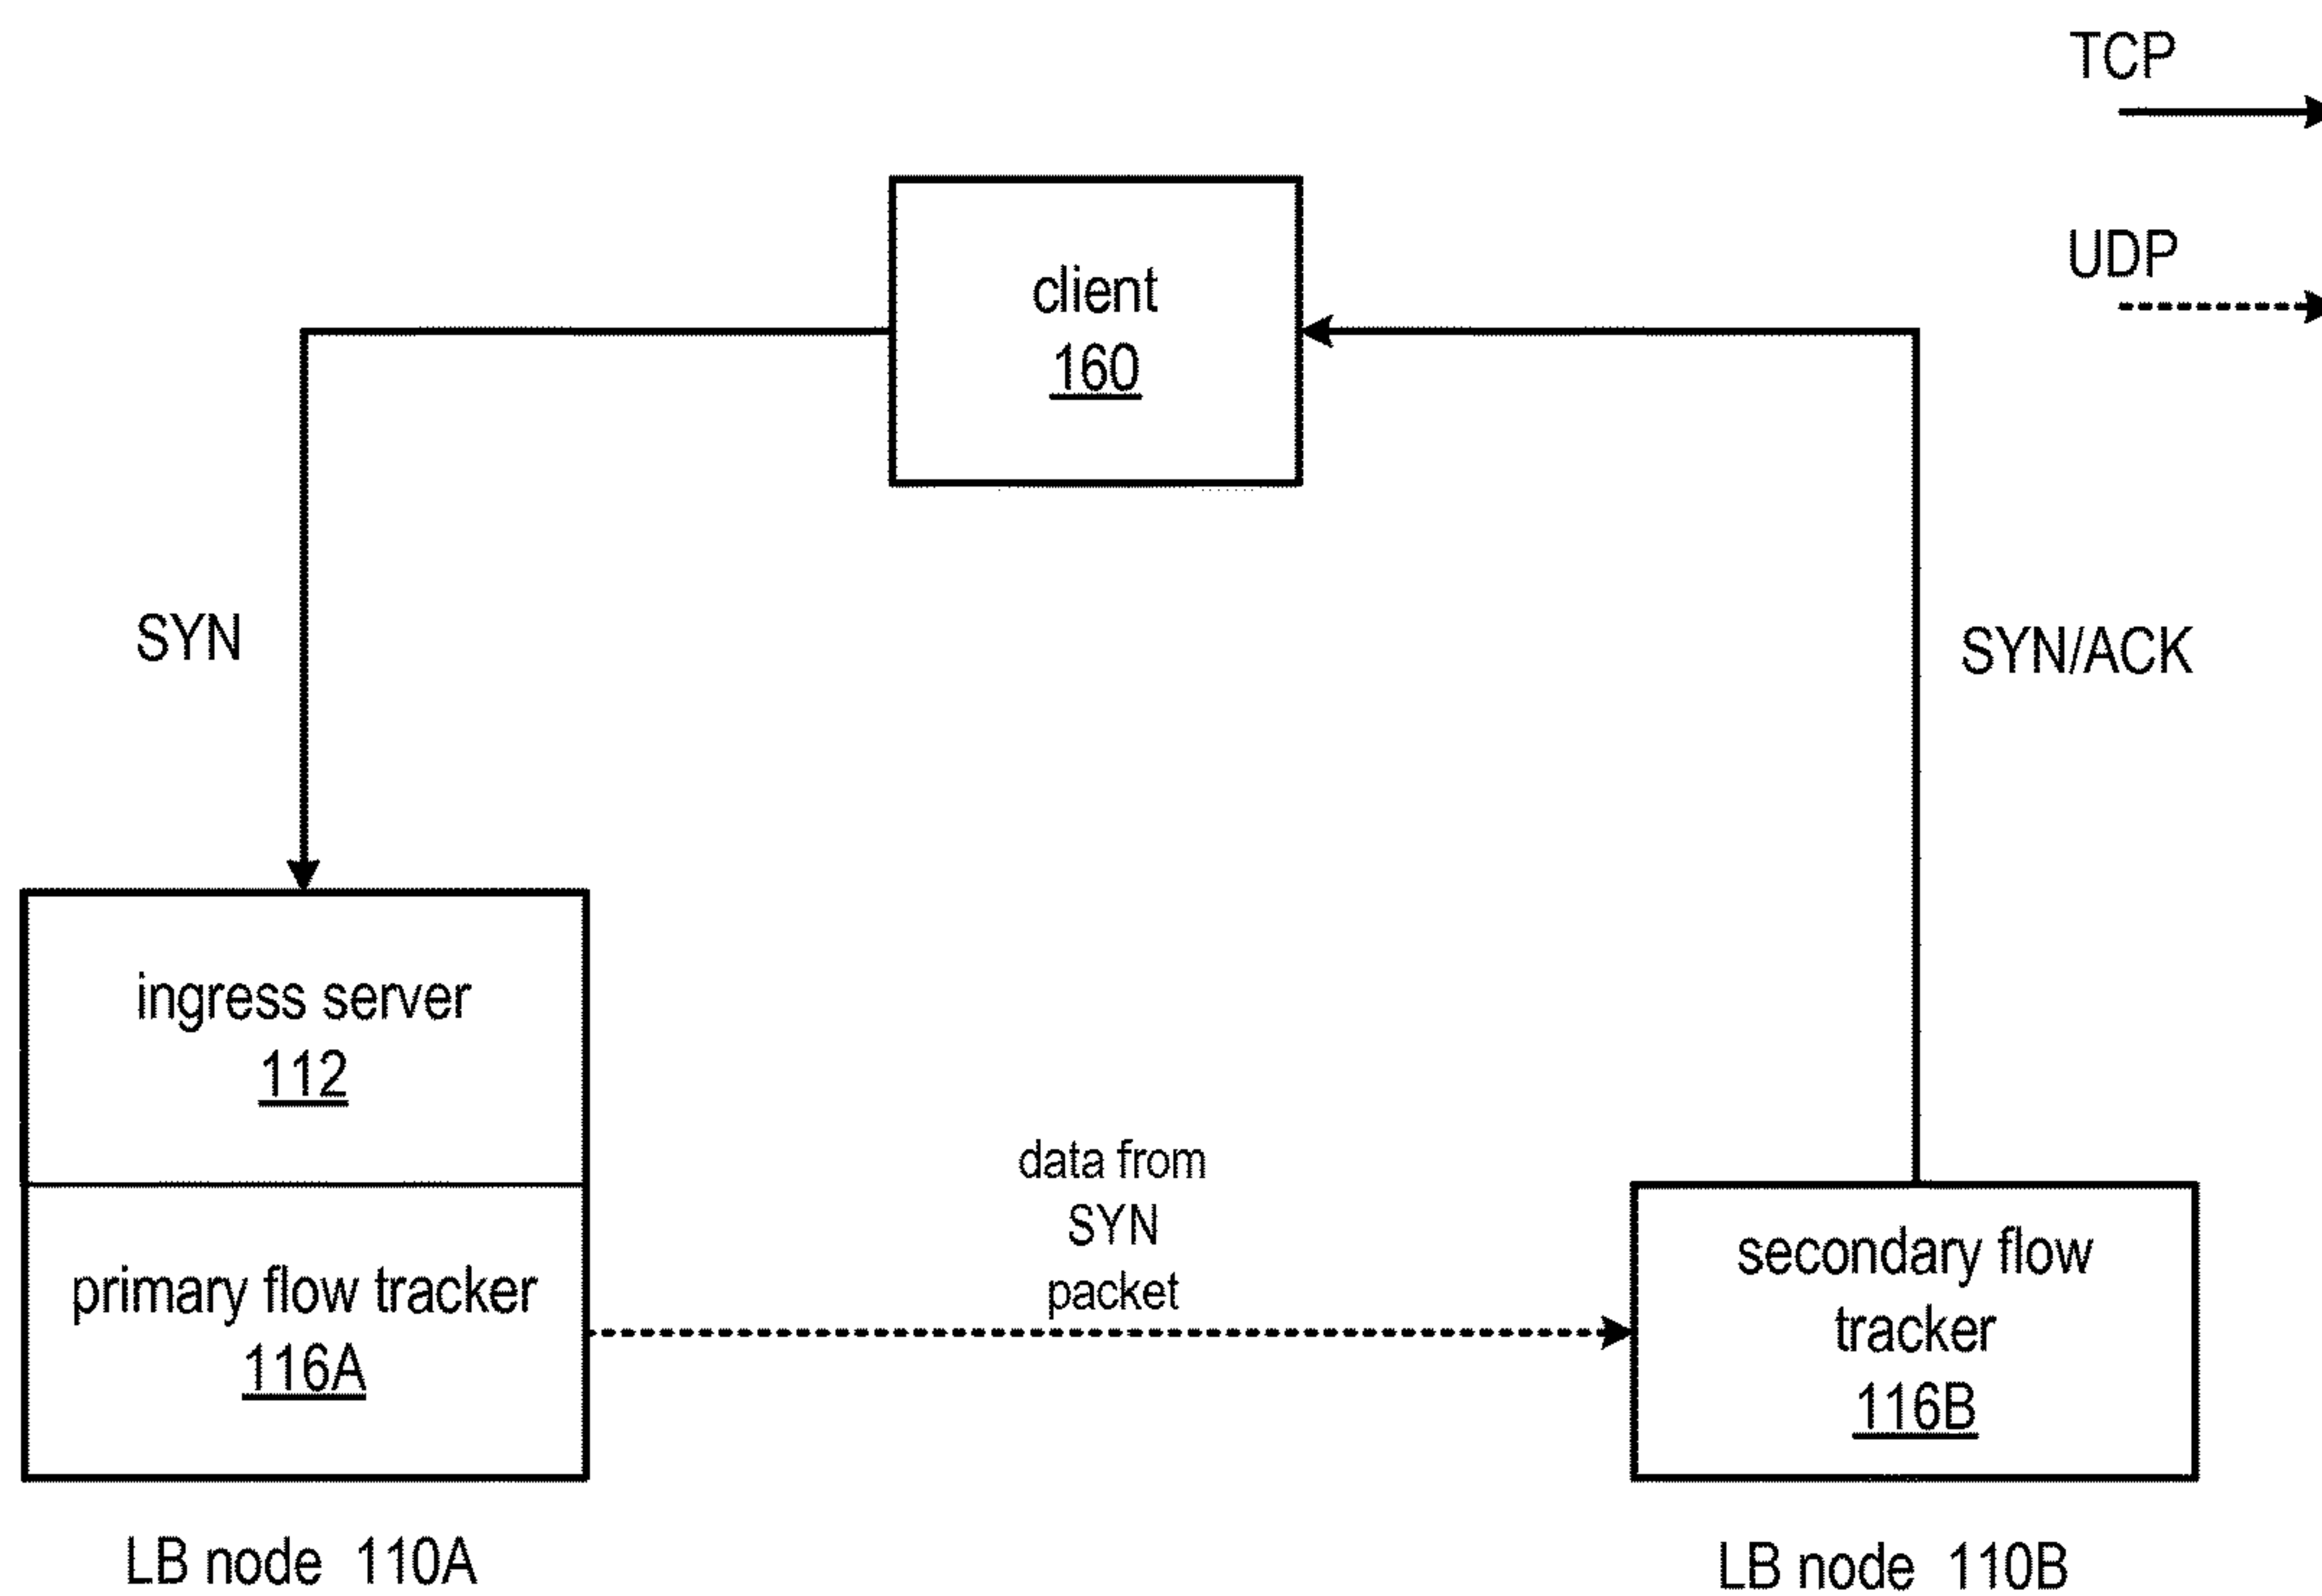 TCP
UDP
client
160
SYN
SYN/ACK
ingress server
112
primary flow tracker
116A
data from
SYN
packet
secondary flow
tracker
116B
LB node 110A
LB node 110B